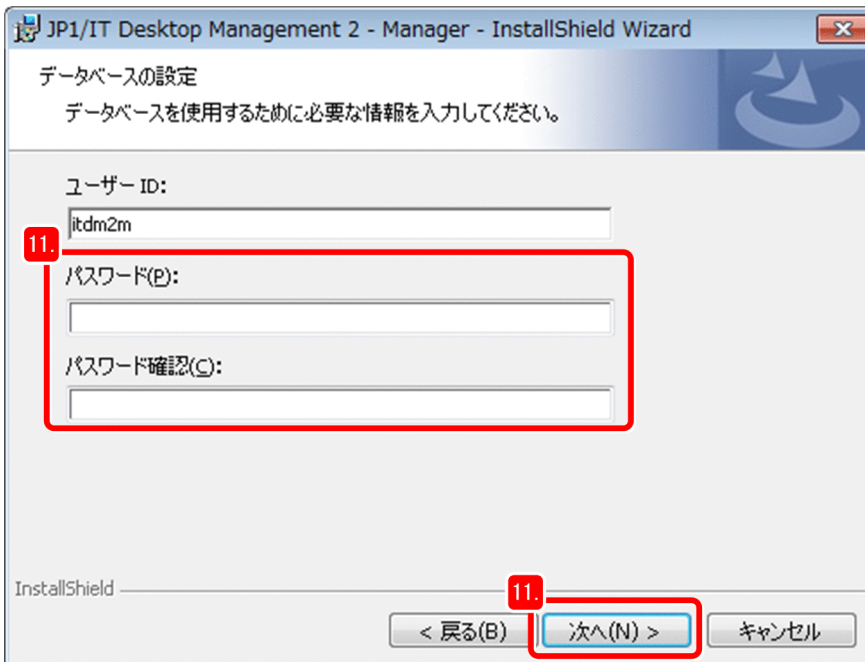 JP1/IT Desktop Management 2 - Manager - InstallShield Wizard
データベースの設定
データベースを使用するために必要な情報を入力してください。
ユーザー ID:
itdm2m
11.
パスワード(P):
パスワード確認(C):
InstallShield
11.
< 戻る(B)
次へ(N) >
キャンセル